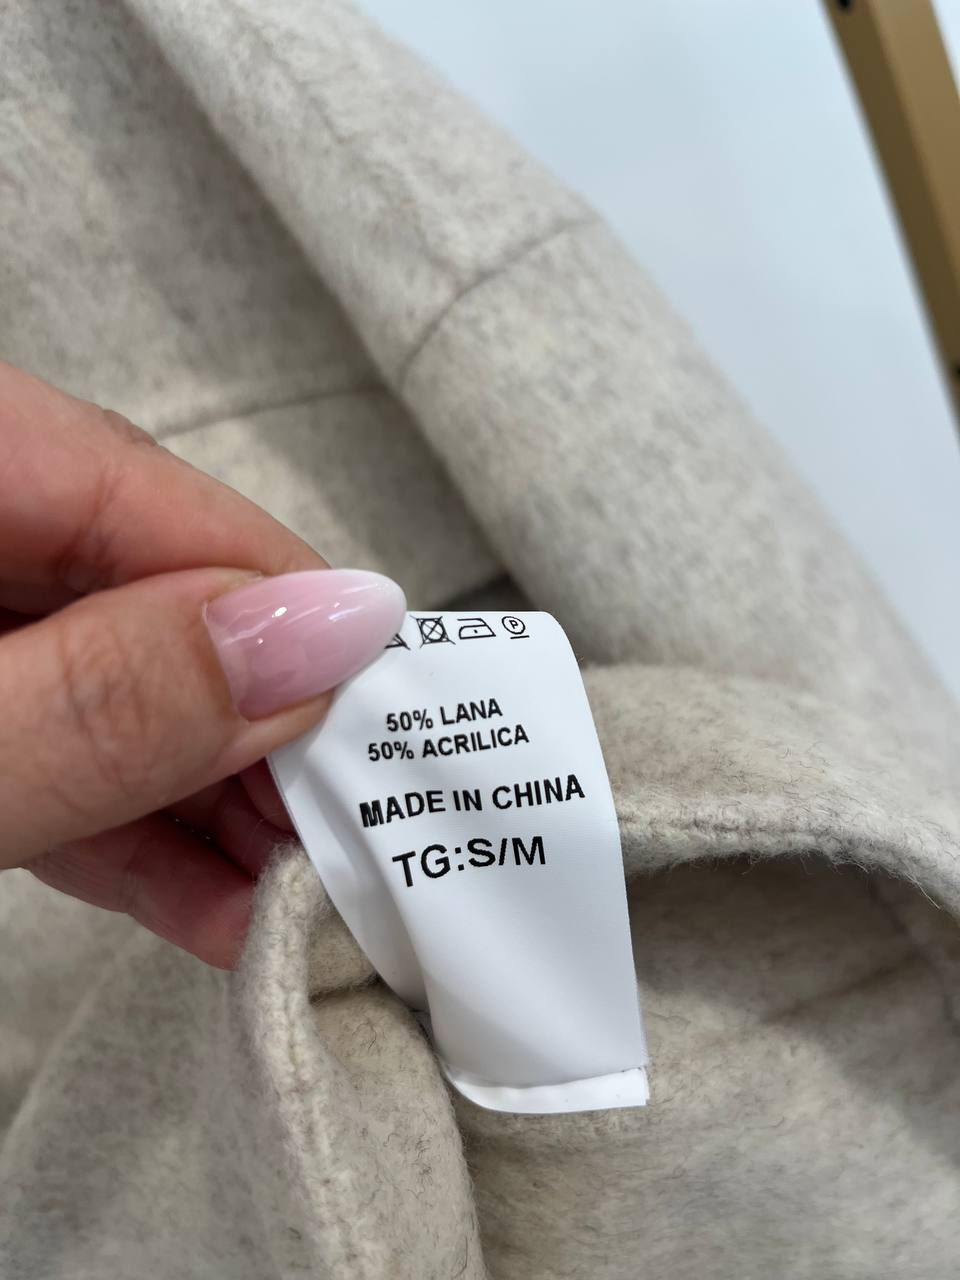 P
50% LANA
50% ACRILICA
MADE IN CHINA
TG:S/M